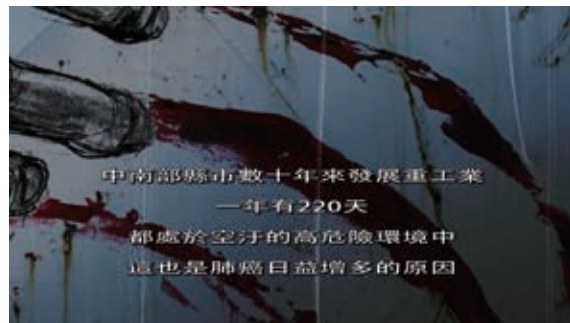 中南部縣市數十年來發展重工業
一年有220天
都處於空汙的高危險環境中
這也是肺癌日益增多的原因